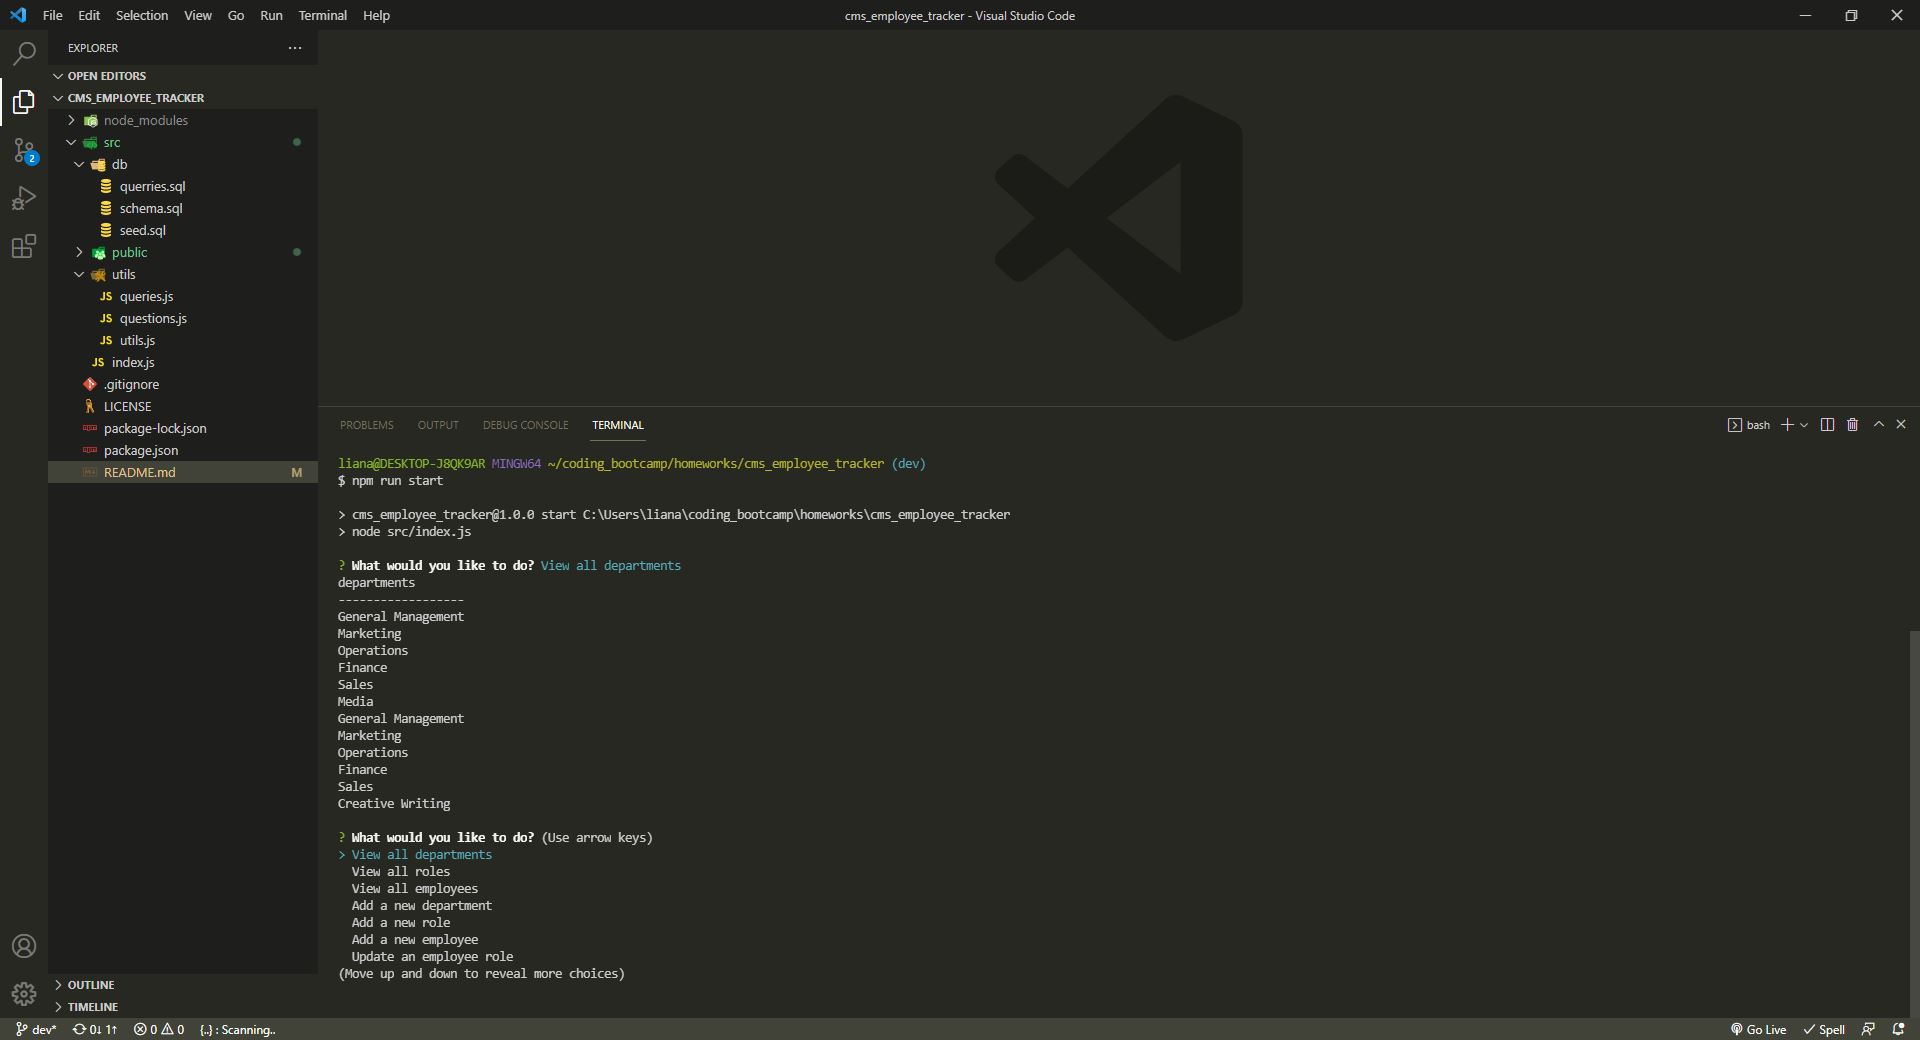 File Edit Selection View Go Run Terminal Help
cms_employee_tracker - Visual Studio Code
EXPLORER
OPEN EDITORS
CMS_EMPLOYEE_TRACKER
node_modules
src
db
querries.sql
schema.sql
seed.sql
public
utils
JS queries.js
JS questions.js
JS utils.js
JS index.js
.gitignore
LICENSE
package-lock.json
package.json
README.md M
2
OUTLINE
TIMELINE
PROBLEMS OUTPUT DEBUG CONSOLE TERMINAL
bash
liana@DESKTOP-J8QK9AR MINGW64 ~/coding_bootcamp/homeworks/cms_employee_tracker (dev)
$ npm run start
> cms_employee_tracker@1.0.0 start C:\Users\liana\coding_bootcamp\homeworks\cms_employee_tracker
> node src/index.js
? What would you like to do? View all departments
departments
------------------
General Management
Marketing
Operations
Finance
Sales
Media
General Management
Marketing
Operations
Finance
Sales
Creative Writing
? What would you like to do? (Use arrow keys)
> View all departments
View all roles
View all employees
Add a new department
Add a new role
Add a new employee
Update an employee role
(Move up and down to reveal more choices)
dev* 0↓ 1↑ 0 0 {..} : Scanning..
Go Live Spell